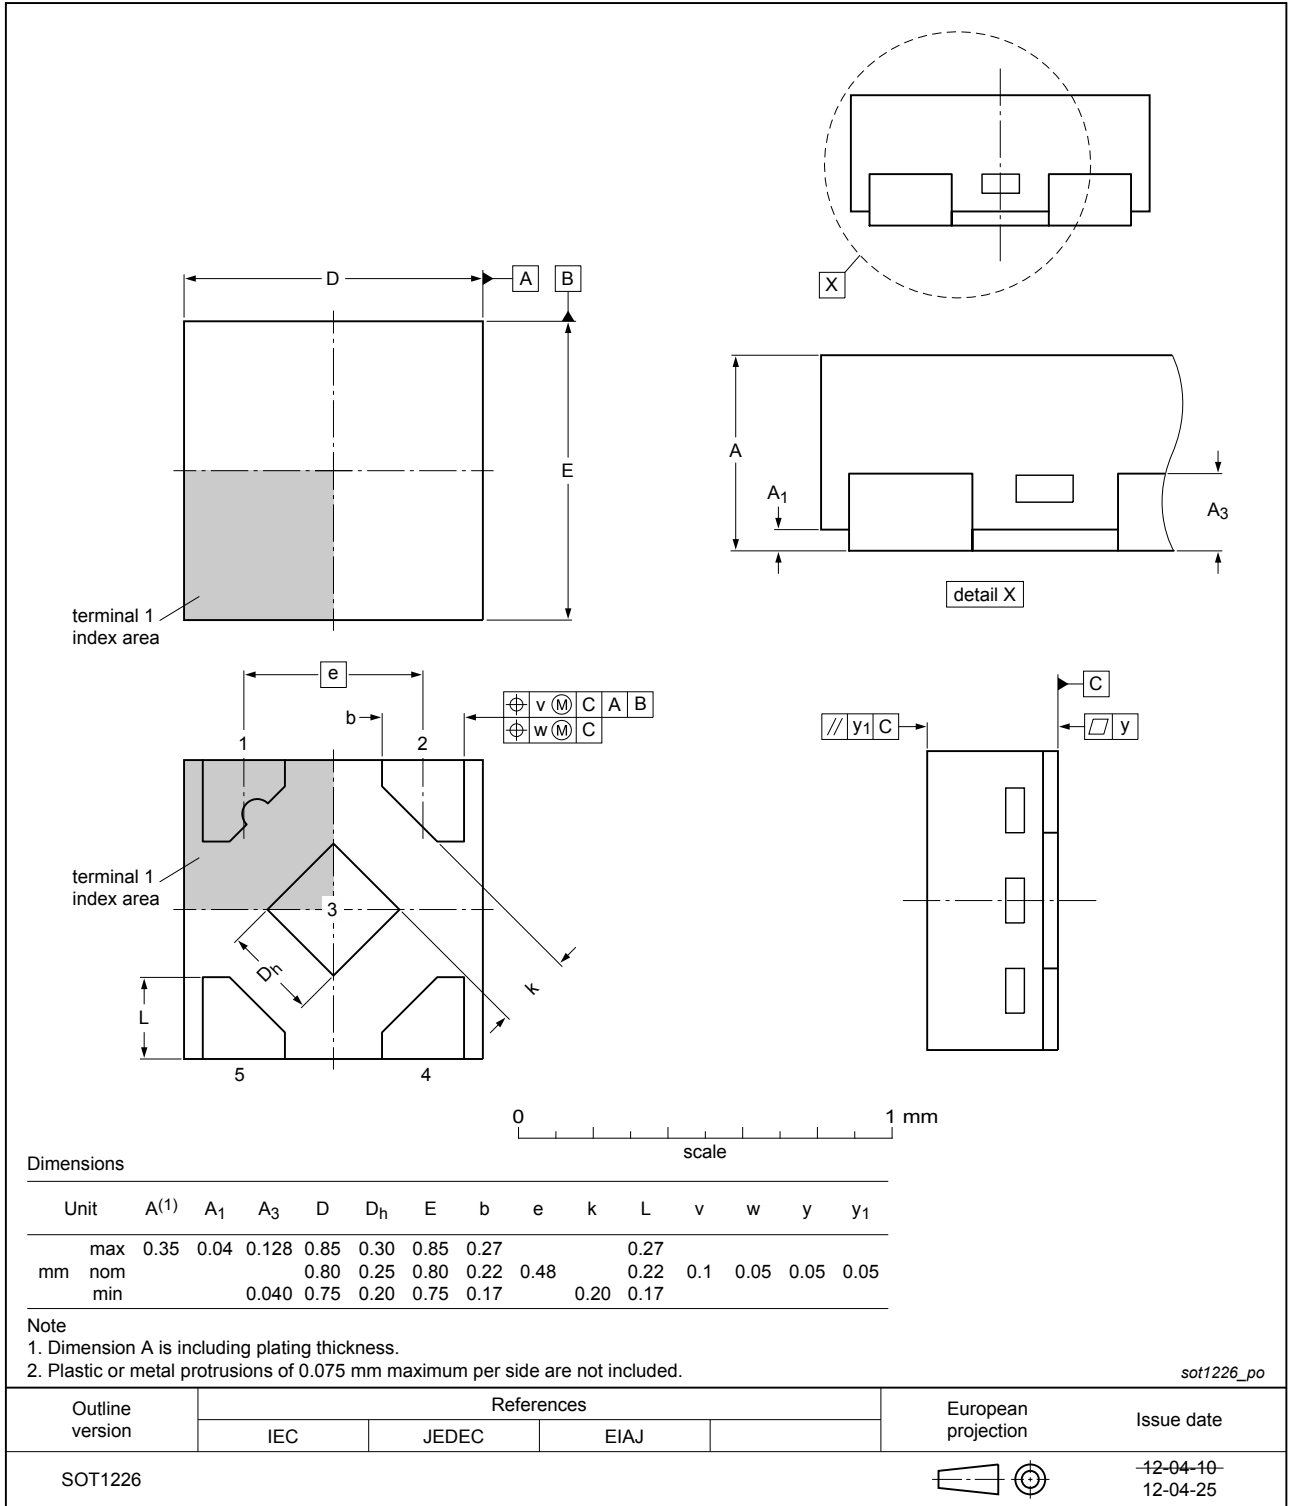 X
D
A
B
E
terminal 1
index area
A
A1
A3
detail X
e
b
v M C A B
w M C
1
2
terminal 1
index area
3
Dh
k
L
5
4
C
// y1 C
y
0
1 mm
scale
Dimensions
Unit A(1) A1 A3 D Dh E b e k L v w y y1
max 0.35 0.04 0.128 0.85 0.30 0.85 0.27 0.27
mm nom 0.80 0.25 0.80 0.22 0.48 0.22 0.1 0.05 0.05 0.05
min 0.040 0.75 0.20 0.75 0.17 0.20 0.17
Note
1. Dimension A is including plating thickness.
2. Plastic or metal protrusions of 0.075 mm maximum per side are not included.
sot1226_po
Outline
version
References
IEC JEDEC EIAJ
European
projection
Issue date
SOT1226
12-04-10
12-04-25